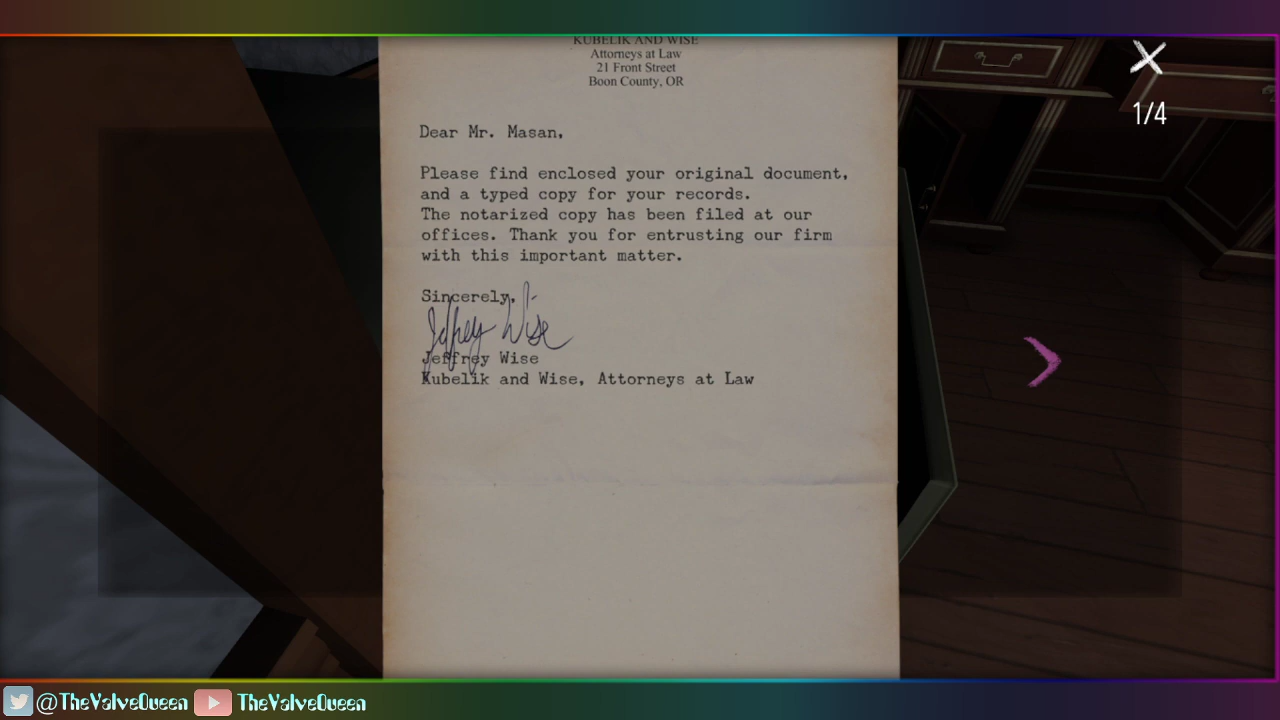 KUBELIK AND WISE
Attorneys at Law
21 Front Street
Boon County, OR
1/4
Dear Mr. Masan,
Please find enclosed your original document,
and a typed copy for your records.
The notarized copy has been filed at our
offices. Thank you for entrusting our firm
with this important matter.
Sincerely,
Jeffrey Wise
Jeffrey Wise
Kubelik and Wise, Attorneys at Law
@TheValveQueen TheValveQueen